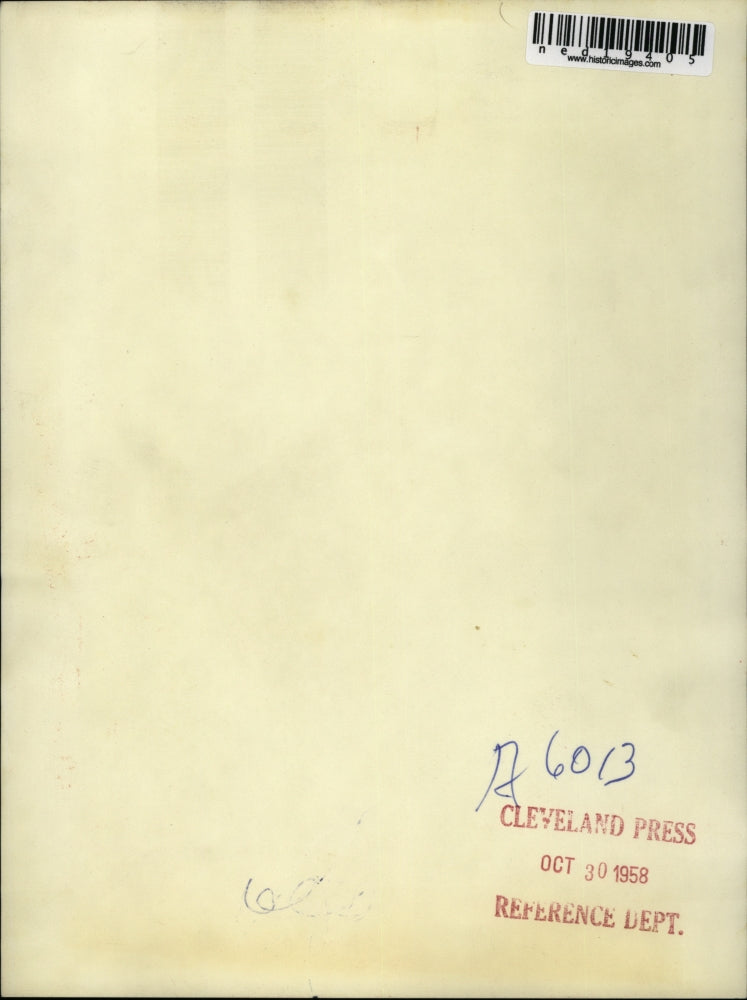 ned19405
www.historicimages.com
A 6013
CLEVELAND PRESS
OCT 30 1958
REFERENCE DEPT.